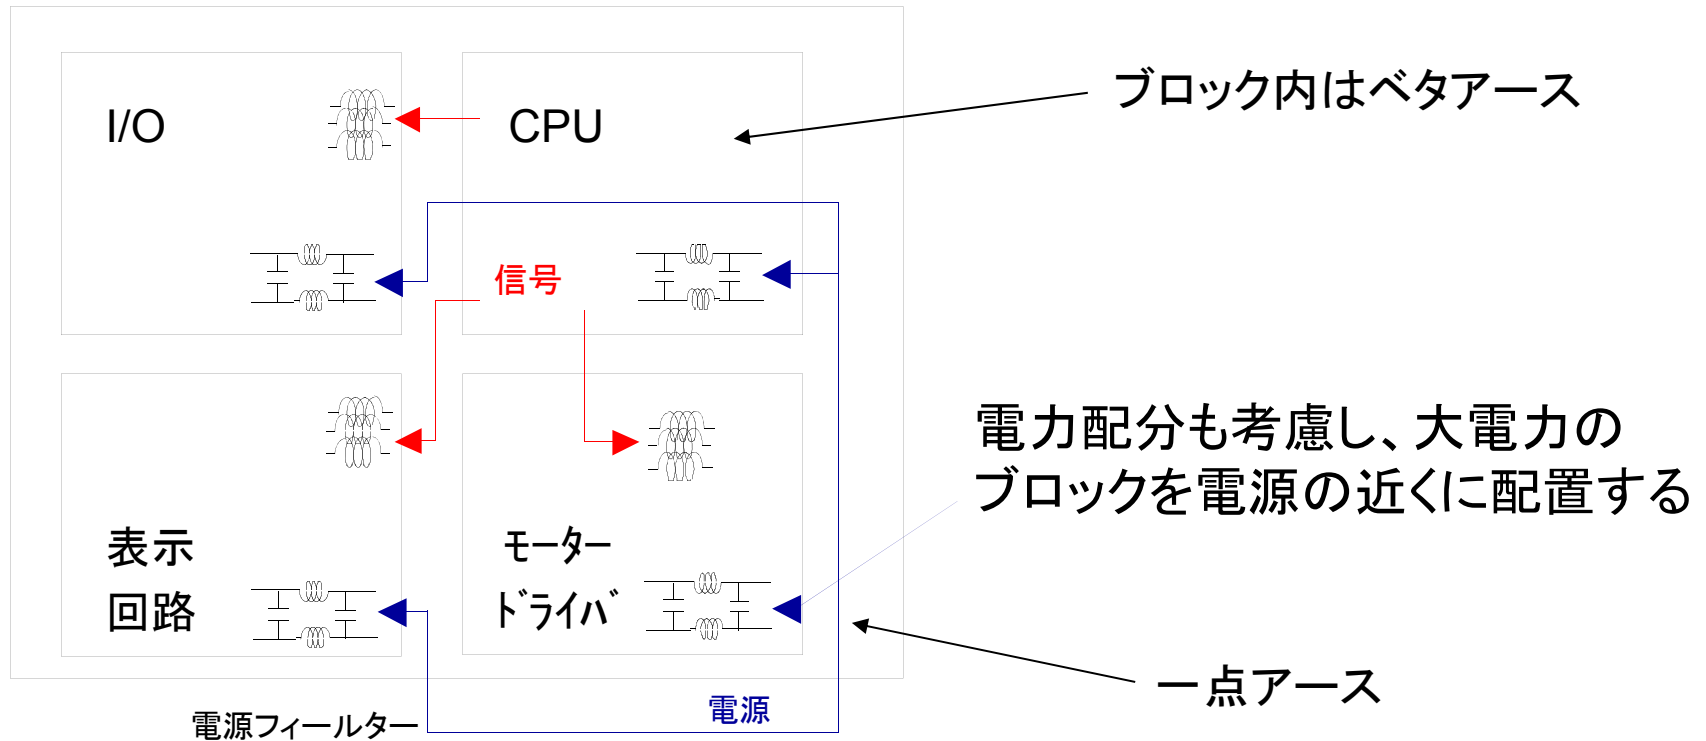 I/O
CPU
ブロック内はベタアース
信号
電力配分も考慮し、大電力の
ブロックを電源の近くに配置する
表示
回路
モーター
ドライバ
一点アース
電源
電源フィールター